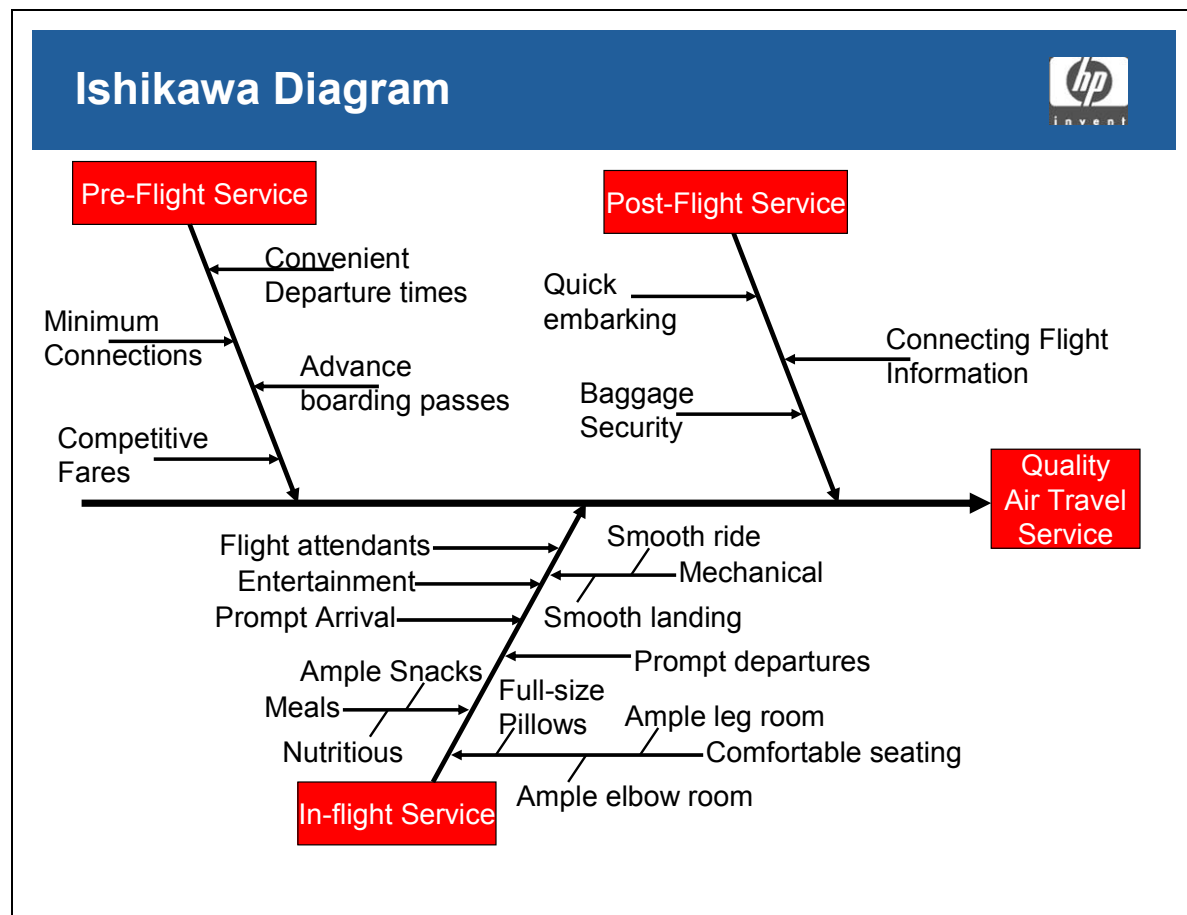 Ishikawa Diagram
hp
invent
Pre-Flight Service
Post-Flight Service
Convenient
Departure times
Minimum
Connections
Advance
boarding passes
Competitive
Fares
Quick
embarking
Connecting Flight
Information
Baggage
Security
Quality
Air Travel
Service
Flight attendants
Entertainment
Prompt Arrival
Smooth ride
Mechanical
Smooth landing
Prompt departures
Ample Snacks
Meals
Nutritious
Full-size
Pillows
Ample leg room
Comfortable seating
Ample elbow room
In-flight Service